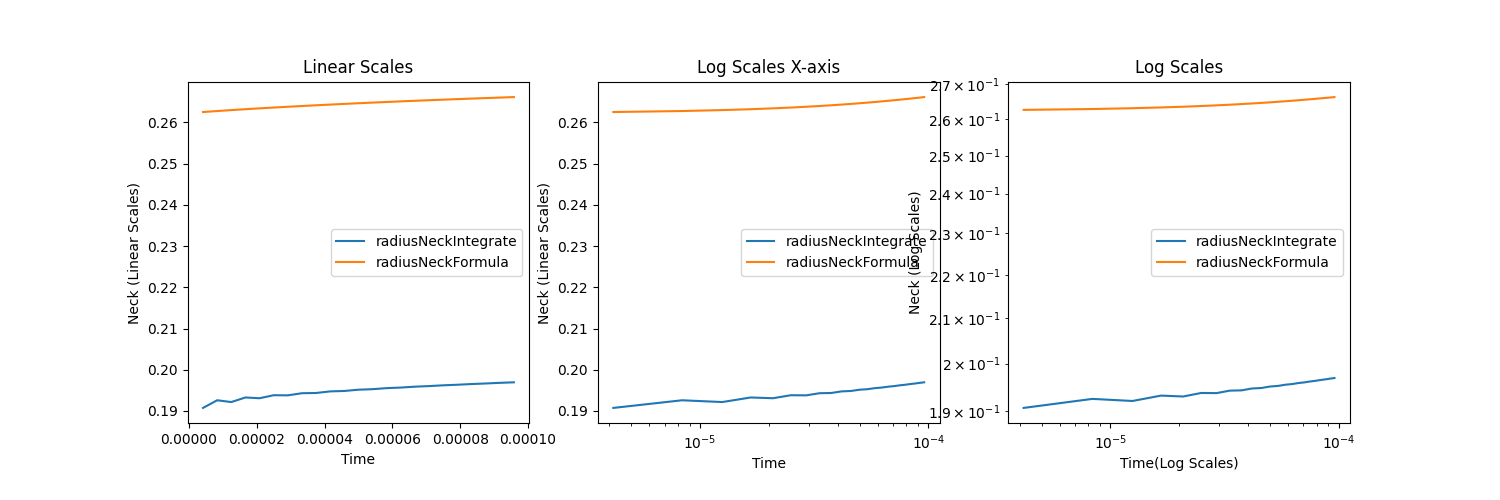 Linear Scales
Neck (Linear Scales)
0.26
0.25
0.24
0.23
0.22
0.21
0.20
0.19
radiusNeckIntegrate
radiusNeckFormula
0.00000 0.00002 0.00004 0.00006 0.00008 0.00010
Time
Log Scales X-axis
Neck (Linear Scales)
0.26
0.25
0.24
0.23
0.22
0.21
0.20
0.19
radiusNeckIntegrate
radiusNeckFormula
10⁻⁵ 10⁻⁴
Time
Log Scales
Neck (Log Scales)
2.7 × 10⁻¹
2.6 × 10⁻¹
2.5 × 10⁻¹
2.4 × 10⁻¹
2.3 × 10⁻¹
2.2 × 10⁻¹
2.1 × 10⁻¹
2 × 10⁻¹
1.9 × 10⁻¹
radiusNeckIntegrate
radiusNeckFormula
10⁻⁵ 10⁻⁴
Time(Log Scales)